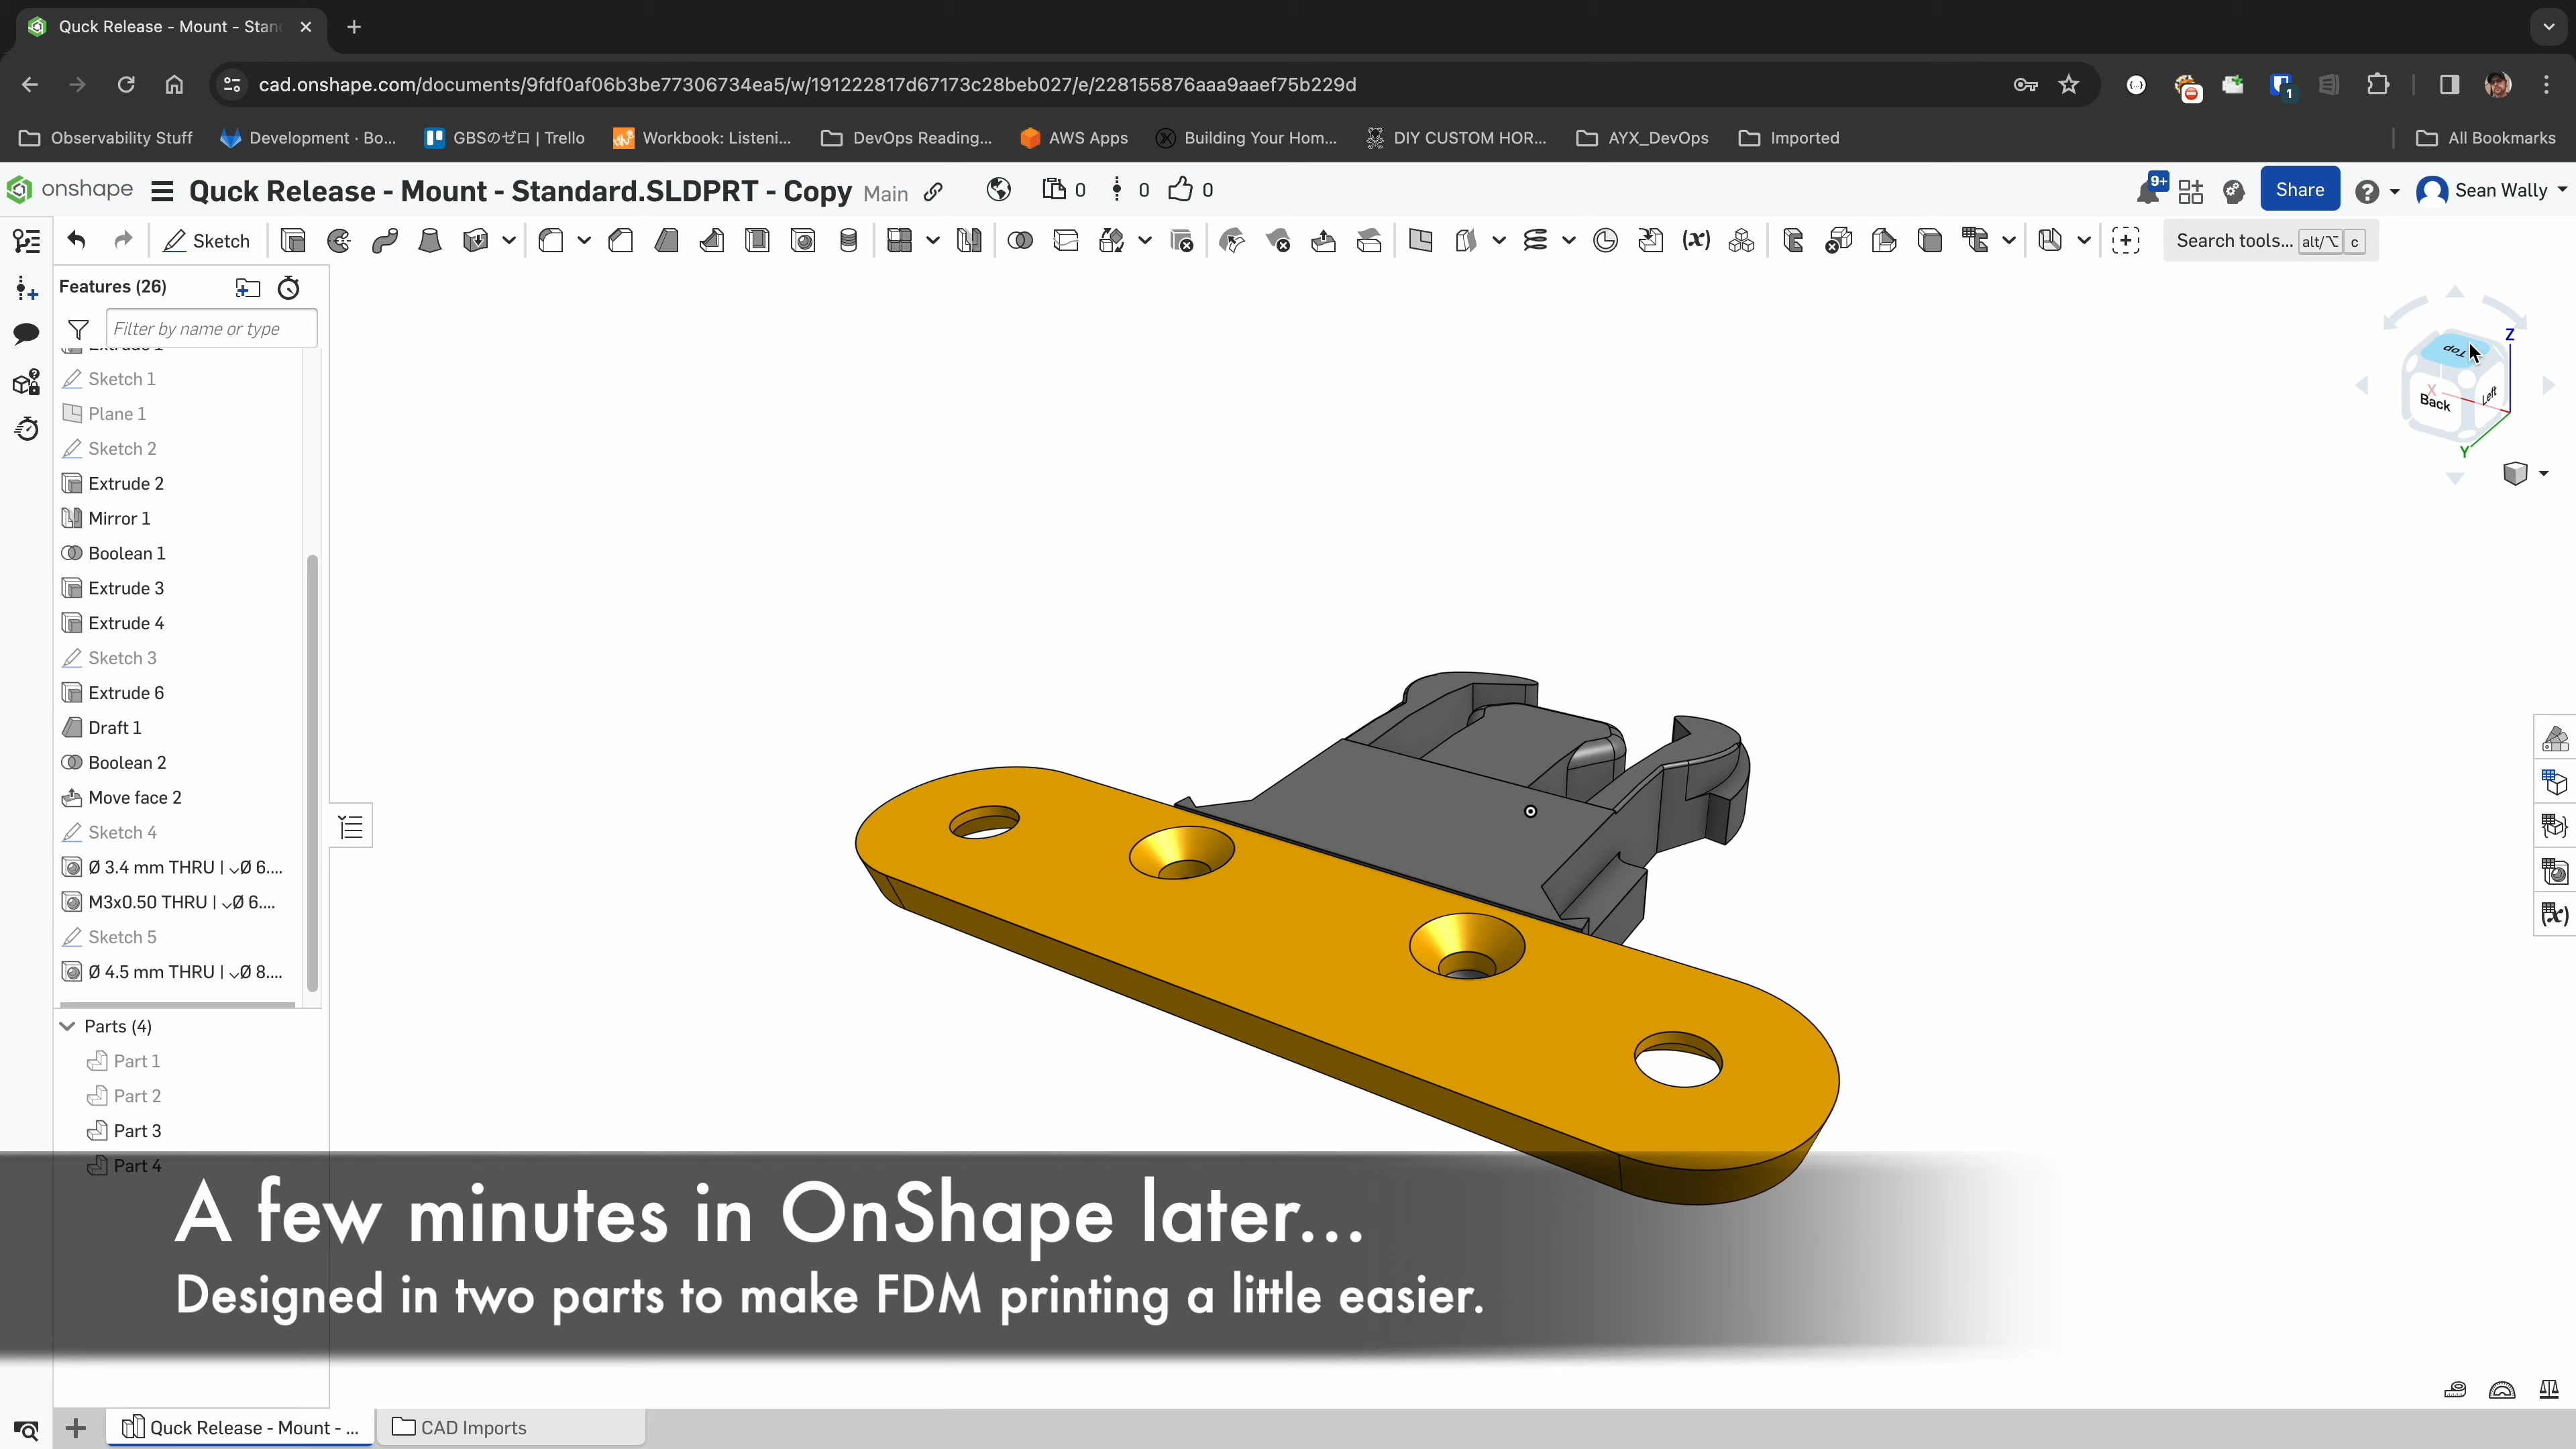 Quck Release - Mount - Stan
cad.onshape.com/documents/9fdf0af06b3be77306734ea5/w/191222817d67173c28beb027/e/228155876aaa9aaef75b229d
1
Observability Stuff
Development · Bo...
GBSのゼロ | Trello
Workbook: Listeni...
DevOps Reading...
AWS Apps
Building Your Hom...
DIY CUSTOM HOR...
AYX_DevOps
Imported
All Bookmarks
onshape
Quck Release - Mount - Standard.SLDPRT - Copy Main
0
0
0
9+
Share
Sean Wally
Sketch
Search tools... alt/⌥ c
Features (26)
Filter by name or type
Sketch 1
Plane 1
Sketch 2
Extrude 2
Mirror 1
Boolean 1
Extrude 3
Extrude 4
Sketch 3
Extrude 6
Draft 1
Boolean 2
Move face 2
Sketch 4
Ø 3.4 mm THRU | ⌵Ø 6....
M3x0.50 THRU | ⌵Ø 6....
Sketch 5
Ø 4.5 mm THRU | ⌵Ø 8....
Parts (4)
Part 1
Part 2
Part 3
Part 4
Z
Top
X
Back
Left
Y
A few minutes in OnShape later...
Designed in two parts to make FDM printing a little easier.
Quck Release - Mount - ...
CAD Imports